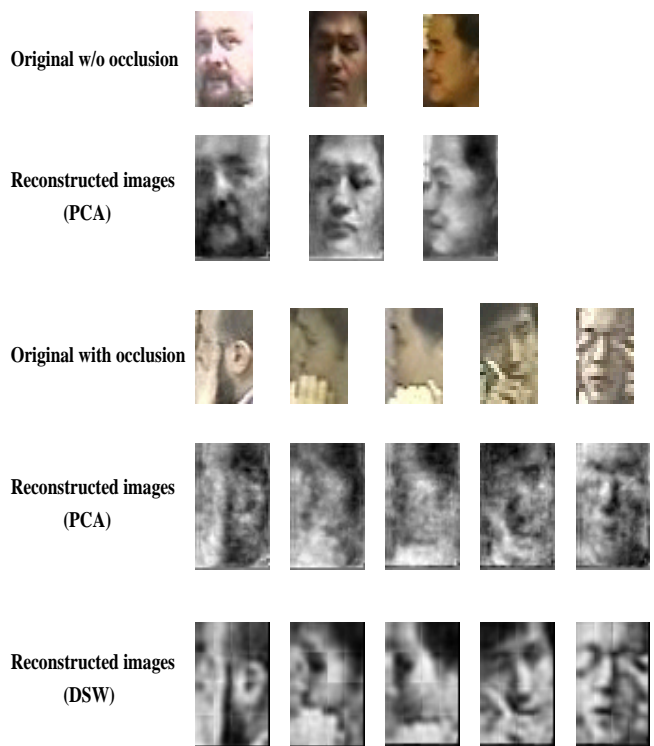 Original w/o occlusion
Reconstructed images
(PCA)
Original with occlusion
Reconstructed images
(PCA)
Reconstructed images
(DSW)